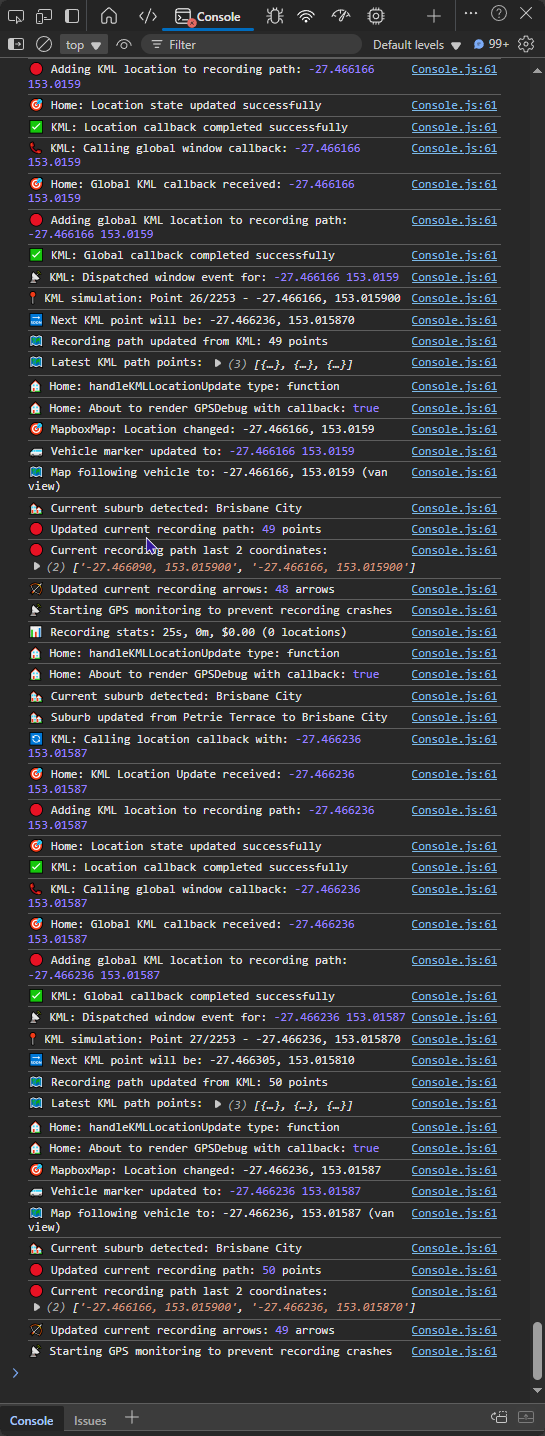 Console
top
Filter
Default levels
99+
Adding KML location to recording path: -27.466166 Console.js:61
153.0159
Home: Location state updated successfully Console.js:61
KML: Location callback completed successfully Console.js:61
KML: Calling global window callback: -27.466166 Console.js:61
153.0159
Home: Global KML callback received: -27.466166 Console.js:61
153.0159
Adding global KML location to recording path: Console.js:61
-27.466166 153.0159
KML: Global callback completed successfully Console.js:61
KML: Dispatched window event for: -27.466166 153.0159 Console.js:61
KML simulation: Point 26/2253 - -27.466166, 153.015900 Console.js:61
SOON Next KML point will be: -27.466236, 153.015870 Console.js:61
Recording path updated from KML: 49 points Console.js:61
Latest KML path points: (3) [{…}, {…}, {…}] Console.js:61
Home: handleKMLLocationUpdate type: function Console.js:61
Home: About to render GPSDebug with callback: true Console.js:61
MapboxMap: Location changed: -27.466166, 153.0159 Console.js:61
Vehicle marker updated to: -27.466166 153.0159 Console.js:61
Map following vehicle to: -27.466166, 153.0159 (van Console.js:61
view)
Current suburb detected: Brisbane City Console.js:61
Updated current recording path: 49 points Console.js:61
Current recording path last 2 coordinates: Console.js:61
(2) ['-27.466090, 153.015900', '-27.466166, 153.015900']
Updated current recording arrows: 48 arrows Console.js:61
Starting GPS monitoring to prevent recording crashes Console.js:61
Recording stats: 25s, 0m, $0.00 (0 locations) Console.js:61
Home: handleKMLLocationUpdate type: function Console.js:61
Home: About to render GPSDebug with callback: true Console.js:61
Current suburb detected: Brisbane City Console.js:61
Suburb updated from Petrie Terrace to Brisbane City Console.js:61
KML: Calling location callback with: -27.466236 Console.js:61
153.01587
Home: KML Location Update received: -27.466236 Console.js:61
153.01587
Adding KML location to recording path: -27.466236 Console.js:61
153.01587
Home: Location state updated successfully Console.js:61
KML: Location callback completed successfully Console.js:61
KML: Calling global window callback: -27.466236 Console.js:61
153.01587
Home: Global KML callback received: -27.466236 Console.js:61
153.01587
Adding global KML location to recording path: Console.js:61
-27.466236 153.01587
KML: Global callback completed successfully Console.js:61
KML: Dispatched window event for: -27.466236 153.01587 Console.js:61
KML simulation: Point 27/2253 - -27.466236, 153.015870 Console.js:61
SOON Next KML point will be: -27.466305, 153.015810 Console.js:61
Recording path updated from KML: 50 points Console.js:61
Latest KML path points: (3) [{…}, {…}, {…}] Console.js:61
Home: handleKMLLocationUpdate type: function Console.js:61
Home: About to render GPSDebug with callback: true Console.js:61
MapboxMap: Location changed: -27.466236, 153.01587 Console.js:61
Vehicle marker updated to: -27.466236 153.01587 Console.js:61
Map following vehicle to: -27.466236, 153.01587 (van Console.js:61
view)
Current suburb detected: Brisbane City Console.js:61
Updated current recording path: 50 points Console.js:61
Current recording path last 2 coordinates: Console.js:61
(2) ['-27.466166, 153.015900', '-27.466236, 153.015870']
Updated current recording arrows: 49 arrows Console.js:61
Starting GPS monitoring to prevent recording crashes Console.js:61
Console
Issues